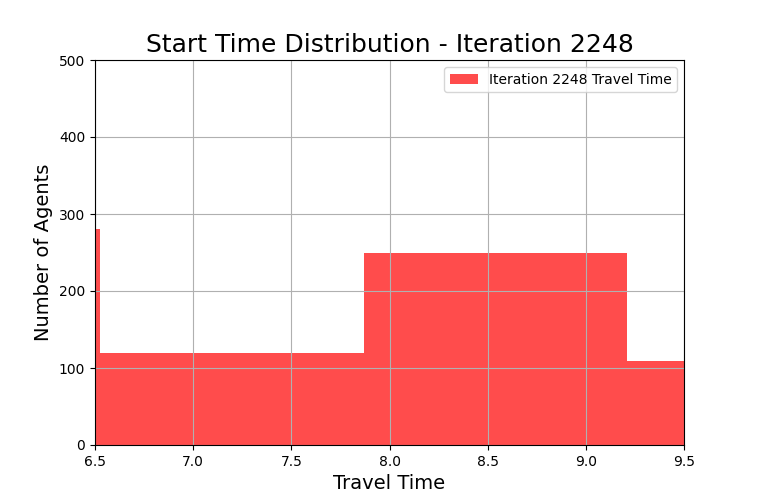 Start Time Distribution - Iteration 2248
Iteration 2248 Travel Time
Number of Agents
500
400
300
200
100
0
6.5 7.0 7.5 8.0 8.5 9.0 9.5
Travel Time